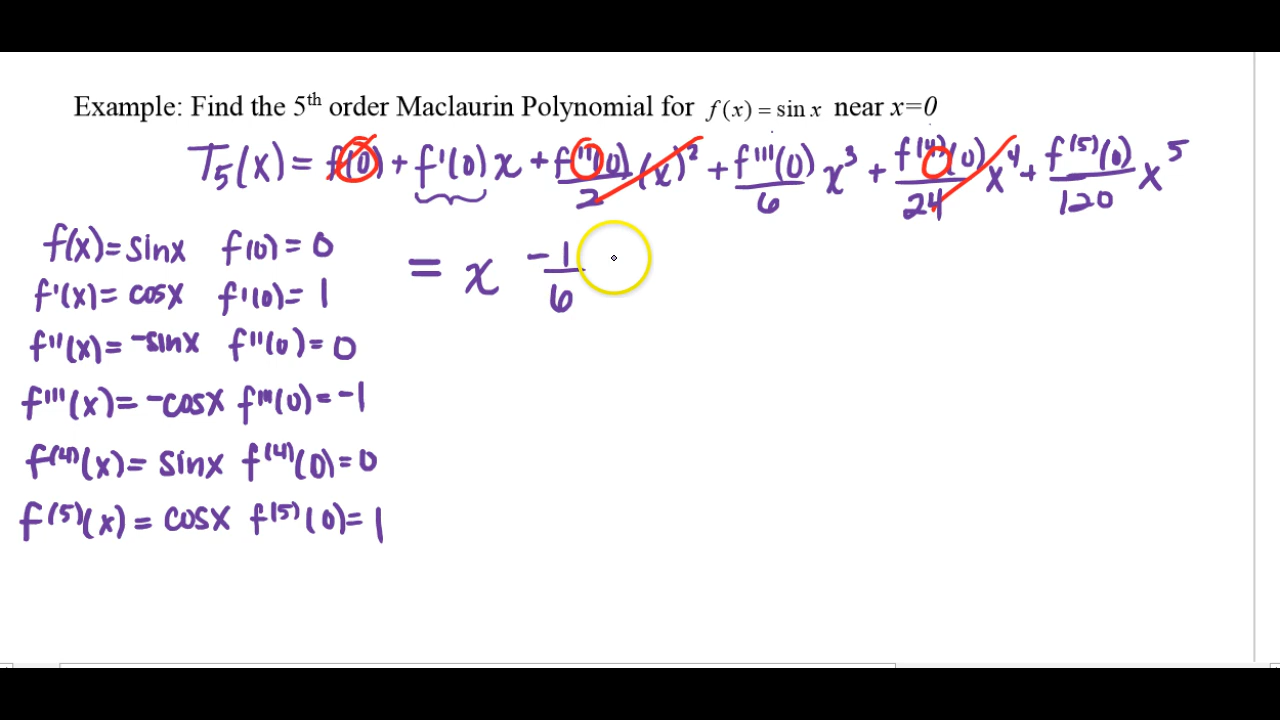 Example: Find the 5th order Maclaurin Polynomial for f(x) = sin x near x=0
T₅(x) = f(0) + f'(0)x + f''(0)/2 (x)² + f'''(0)/6 x³ + f⁽⁴⁾(0)/24 x⁴ + f⁽⁵⁾(0)/120 x⁵
f(x)= sinx f(0) = 0
= x -1/6
f'(x)= cosx f'(0)= 1
f''(x)= -sinx f''(0)= 0
f'''(x)= -cosx f'''(0)= -1
f⁽⁴⁾(x)= sinx f⁽⁴⁾(0)=0
f⁽⁵⁾(x)= cosx f⁽⁵⁾(0)= 1